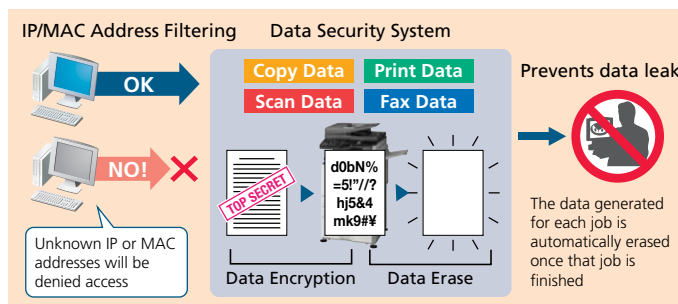 IP/MAC Address Filtering
Data Security System
OK
NO!
Unknown IP or MAC
addresses will be
denied access
Copy Data
Print Data
Scan Data
Fax Data
TOP SECRET
d0bN%
=5!"//?
hj5&4
mk9#¥
Data Encryption
Data Erase
Prevents data leak
The data generated
for each job is
automatically erased
once that job is
finished